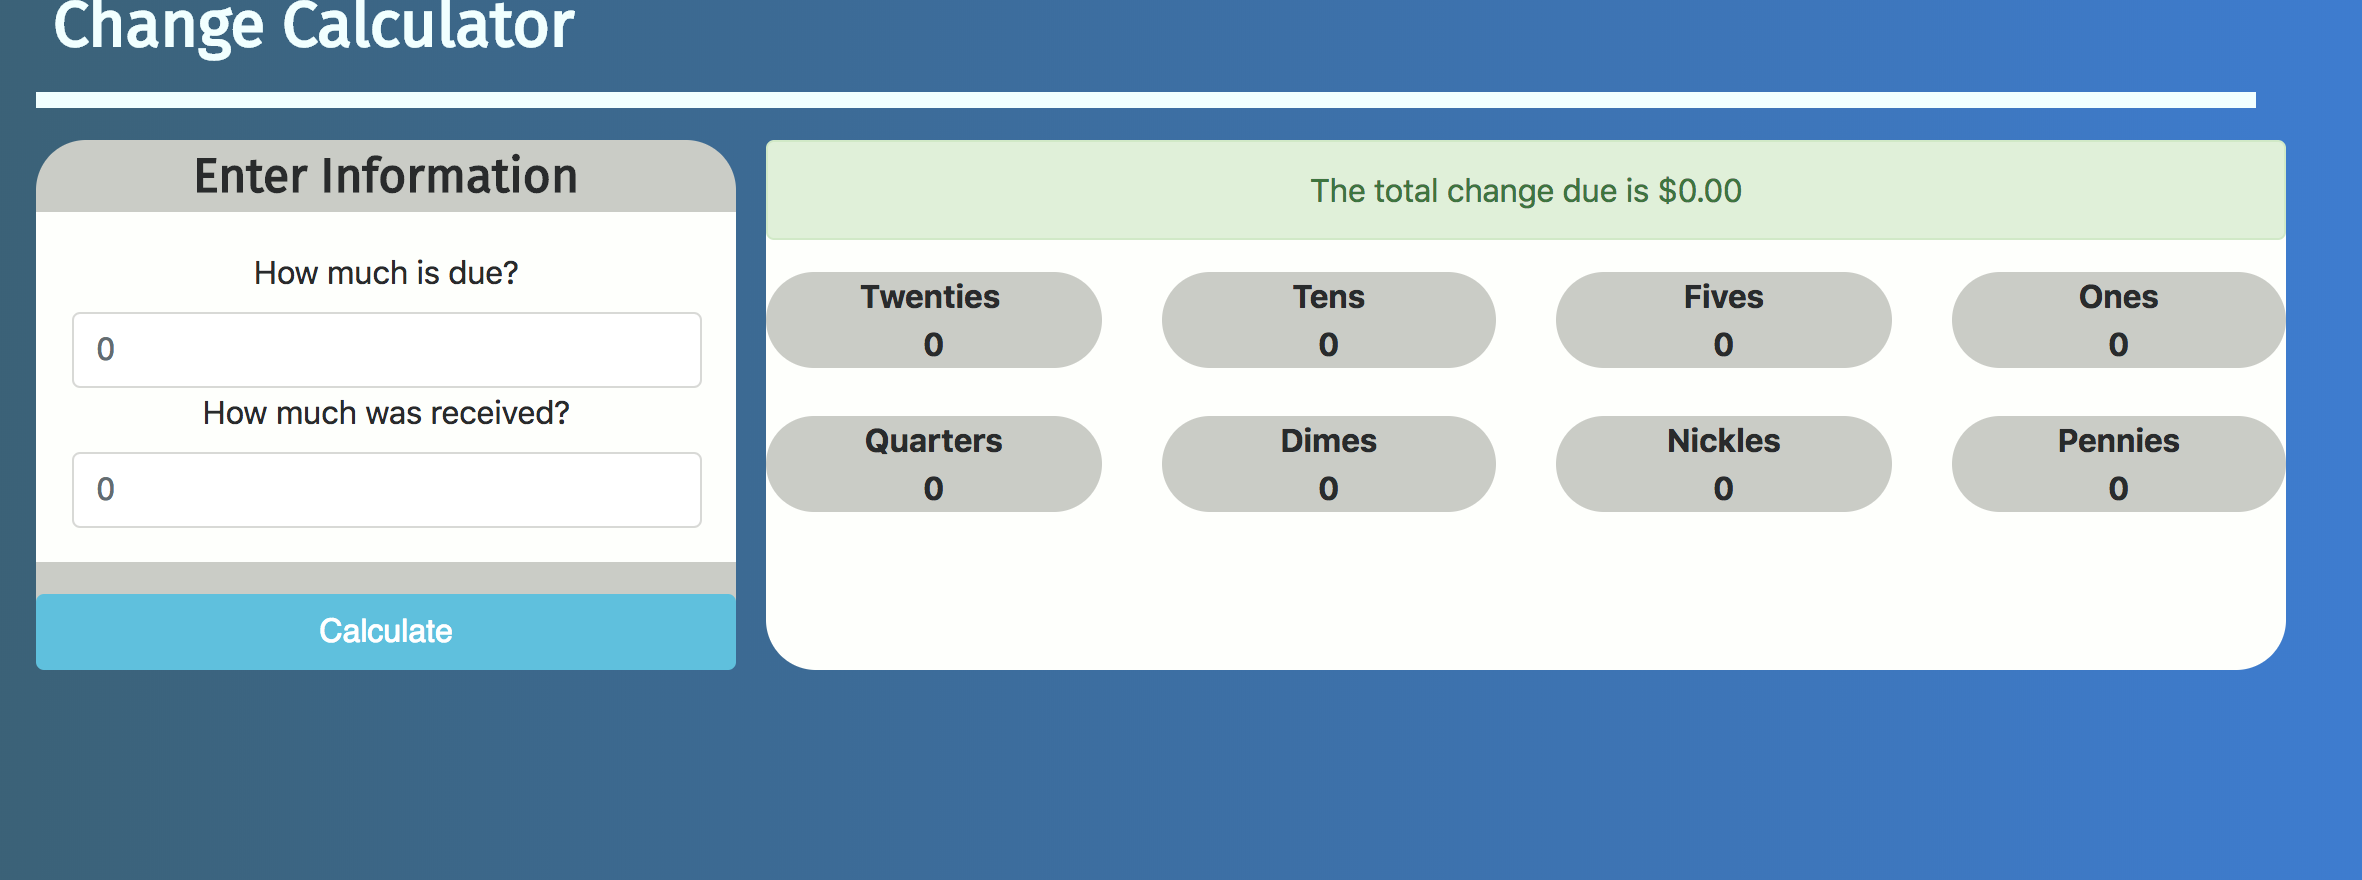 Change Calculator
Enter Information
How much is due?
0
How much was received?
0
Calculate
The total change due is $0.00
Twenties
0
Tens
0
Fives
0
Ones
0
Quarters
0
Dimes
0
Nickles
0
Pennies
0